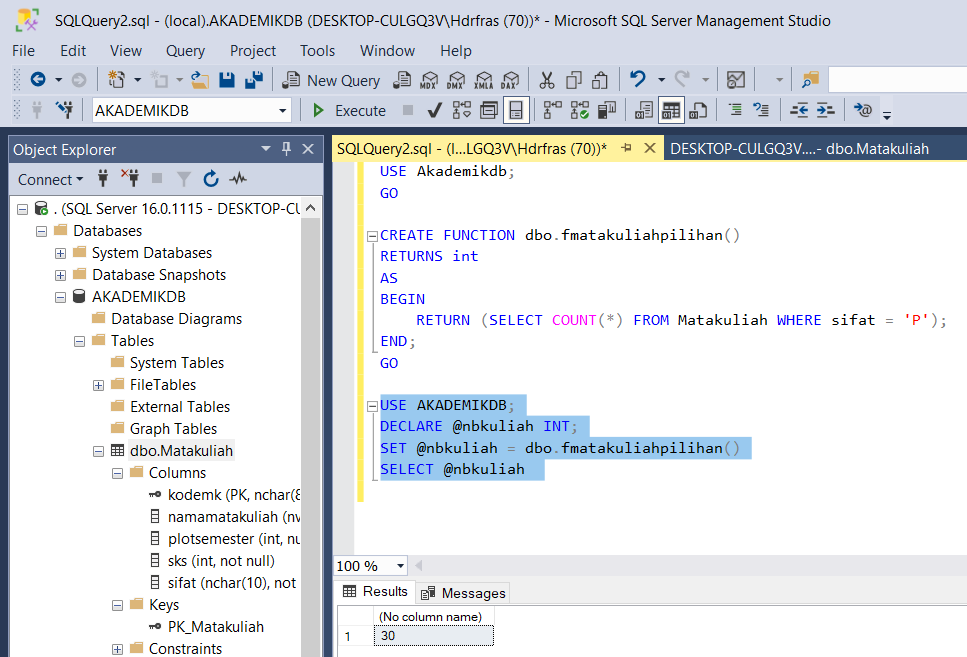 SQLQuery2.sql - (local).AKADEMIKDB (DESKTOP-CULGQ3V\Hdrfras (70))* - Microsoft SQL Server Management Studio
File Edit View Query Project Tools Window Help
New Query MDX DMX XMLA DAX
AKADEMIKDB Execute
Object Explorer
Connect
. (SQL Server 16.0.1115 - DESKTOP-CU
Databases
System Databases
Database Snapshots
AKADEMIKDB
Database Diagrams
Tables
System Tables
FileTables
External Tables
Graph Tables
dbo.Matakuliah
Columns
kodemk (PK, nchar(8
namamatakuliah (nv
plotsemester (int, nu
sks (int, not null)
sifat (nchar(10), not
Keys
PK_Matakuliah
Constraints
SQLQuery2.sql - (l...LGQ3V\Hdrfras (70))* DESKTOP-CULGQ3V....- dbo.Matakuliah
USE Akademikdb;
GO
CREATE FUNCTION dbo.fmatakuliahpilihan()
RETURNS int
AS
BEGIN
RETURN (SELECT COUNT(*) FROM Matakuliah WHERE sifat = 'P');
END;
GO
USE AKADEMIKDB;
DECLARE @nbkuliah INT;
SET @nbkuliah = dbo.fmatakuliahpilihan()
SELECT @nbkuliah
100 %
Results Messages
(No column name)
1 30